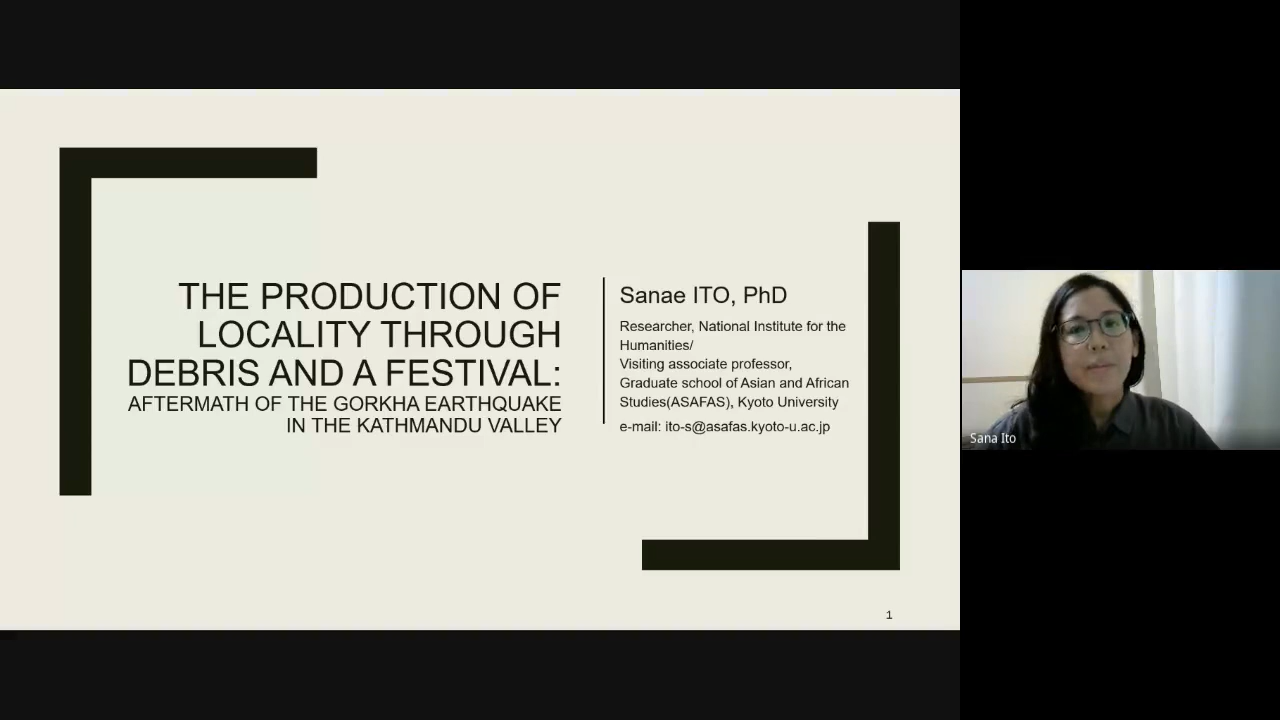 THE PRODUCTION OF
LOCALITY THROUGH
DEBRIS AND A FESTIVAL:
AFTERMATH OF THE GORKHA EARTHQUAKE
IN THE KATHMANDU VALLEY
Sanae ITO, PhD
Researcher, National Institute for the
Humanities/
Visiting associate professor,
Graduate school of Asian and African
Studies(ASAFAS), Kyoto University
e-mail: ito-s@asafas.kyoto-u.ac.jp
1
Sana Ito